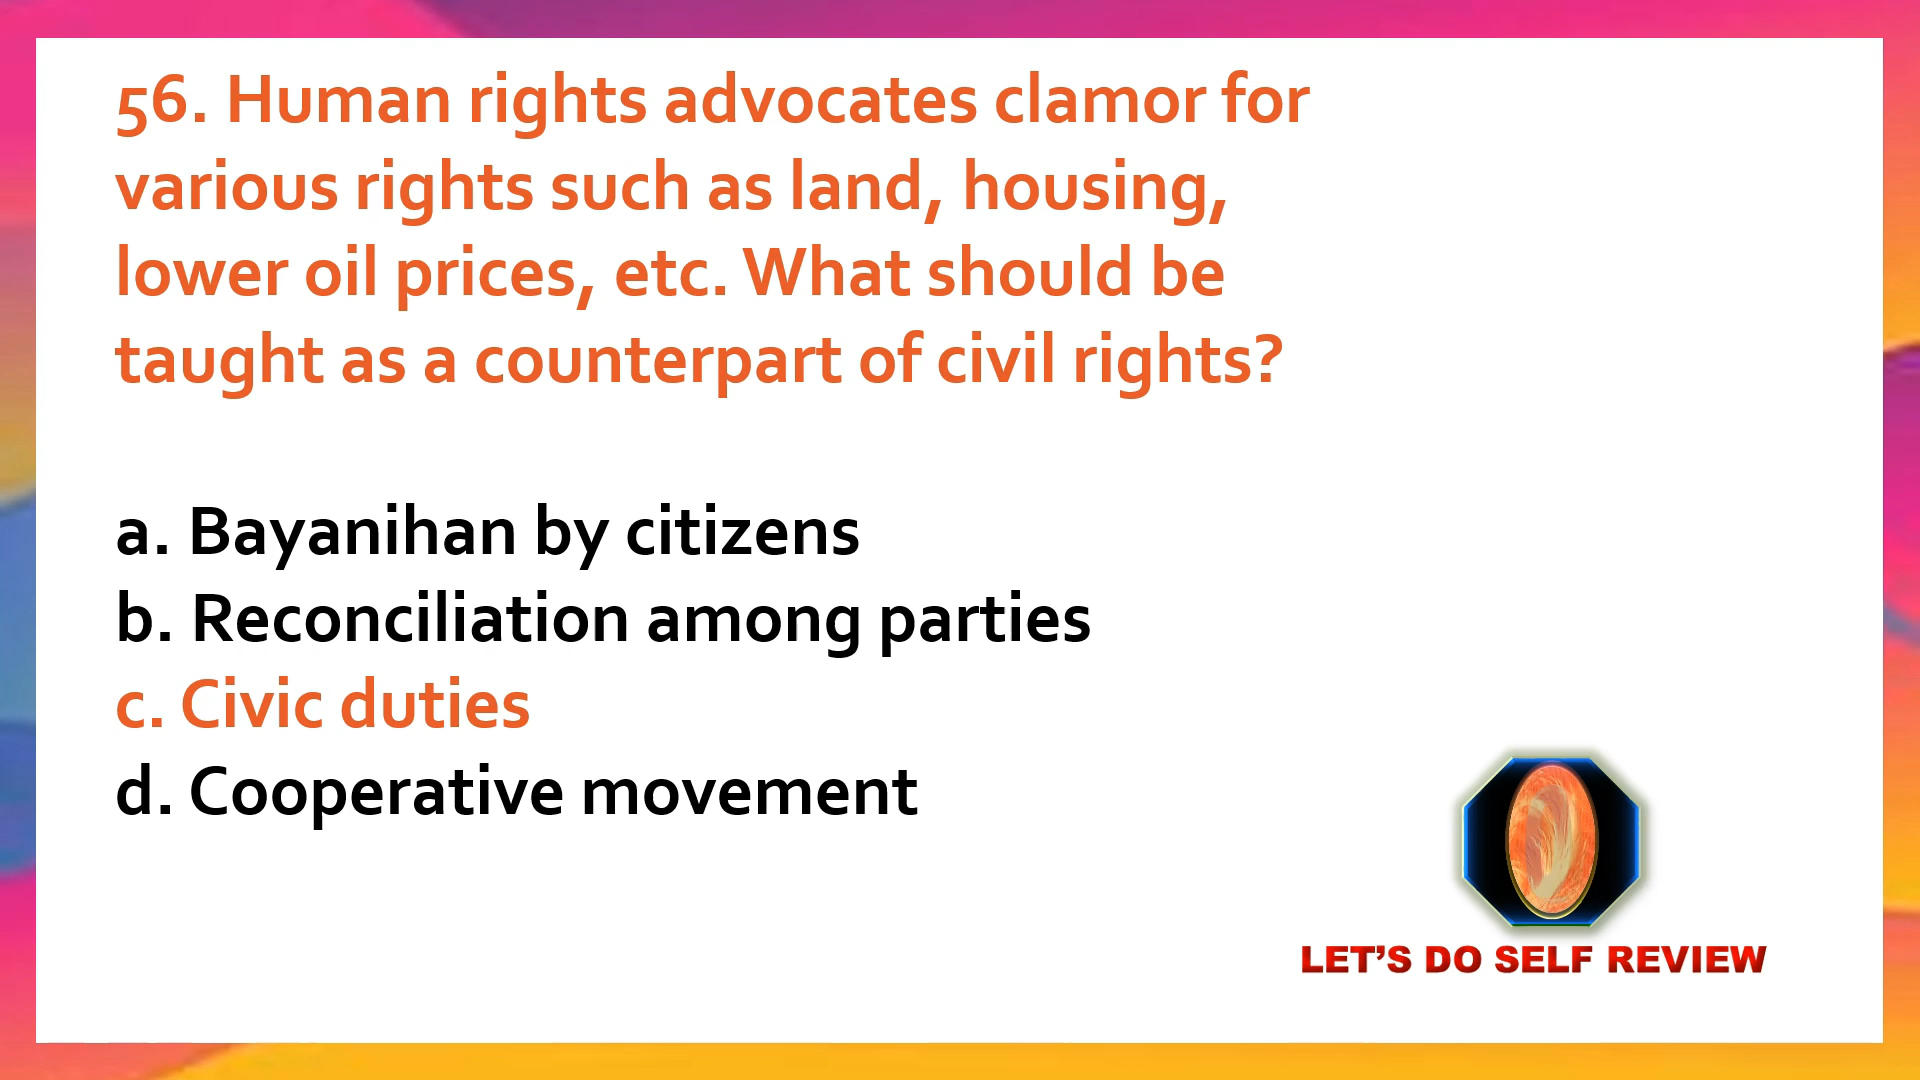 56. Human rights advocates clamor for
various rights such as land, housing,
lower oil prices, etc. What should be
taught as a counterpart of civil rights?
a. Bayanihan by citizens
b. Reconciliation among parties
c. Civic duties
d. Cooperative movement
LET'S DO SELF REVIEW